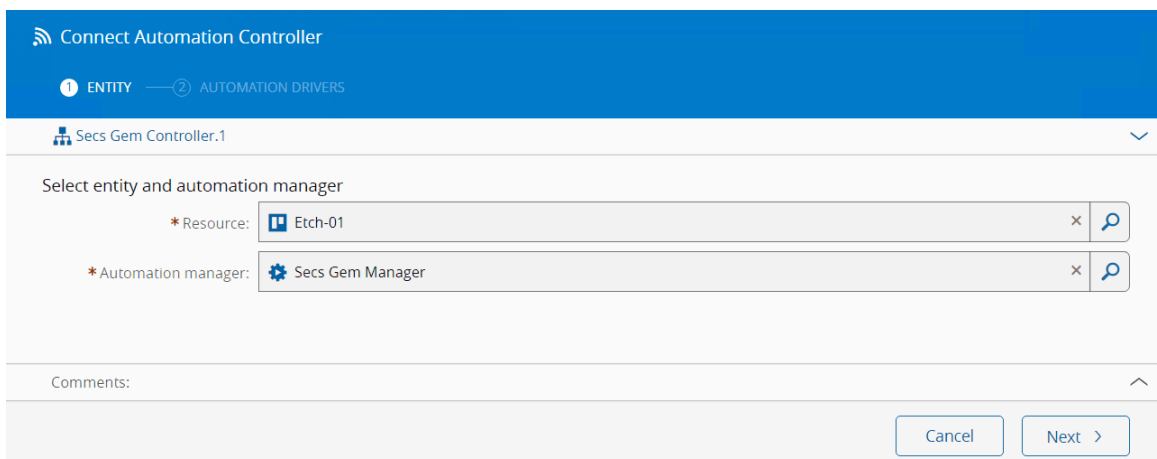 Connect Automation Controller
1 ENTITY 2 AUTOMATION DRIVERS
Secs Gem Controller.1
Select entity and automation manager
* Resource: Etch-01
* Automation manager: Secs Gem Manager
Comments:
Cancel Next